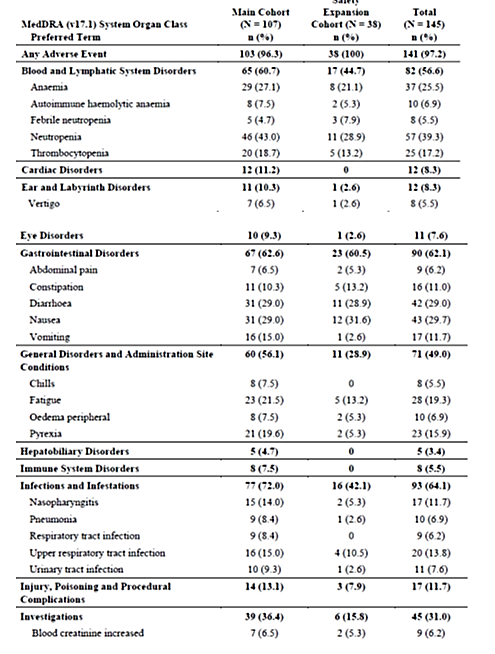 Safety
MedDRA (v17.1) System Organ Class Main Cohort Expansion Total
Preferred Term (N = 107) Cohort (N = 38) (N = 145)
n (%) n (%) n (%)
Any Adverse Event 103 (96.3) 38 (100) 141 (97.2)
Blood and Lymphatic System Disorders 65 (60.7) 17 (44.7) 82 (56.6)
Anaemia 29 (27.1) 8 (21.1) 37 (25.5)
Autoimmune haemolytic anaemia 8 (7.5) 2 (5.3) 10 (6.9)
Febrile neutropenia 5 (4.7) 3 (7.9) 8 (5.5)
Neutropenia 46 (43.0) 11 (28.9) 57 (39.3)
Thrombocytopenia 20 (18.7) 5 (13.2) 25 (17.2)
Cardiac Disorders 12 (11.2) 0 12 (8.3)
Ear and Labyrinth Disorders 11 (10.3) 1 (2.6) 12 (8.3)
Vertigo 7 (6.5) 1 (2.6) 8 (5.5)
Eye Disorders 10 (9.3) 1 (2.6) 11 (7.6)
Gastrointestinal Disorders 67 (62.6) 23 (60.5) 90 (62.1)
Abdominal pain 7 (6.5) 2 (5.3) 9 (6.2)
Constipation 11 (10.3) 5 (13.2) 16 (11.0)
Diarrhoea 31 (29.0) 11 (28.9) 42 (29.0)
Nausea 31 (29.0) 12 (31.6) 43 (29.7)
Vomiting 16 (15.0) 1 (2.6) 17 (11.7)
General Disorders and Administration Site 60 (56.1) 11 (28.9) 71 (49.0)
Conditions
Chills 8 (7.5) 0 8 (5.5)
Fatigue 23 (21.5) 5 (13.2) 28 (19.3)
Oedema peripheral 8 (7.5) 2 (5.3) 10 (6.9)
Pyrexia 21 (19.6) 2 (5.3) 23 (15.9)
Hepatobiliary Disorders 5 (4.7) 0 5 (3.4)
Immune System Disorders 8 (7.5) 0 8 (5.5)
Infections and Infestations 77 (72.0) 16 (42.1) 93 (64.1)
Nasopharyngitis 15 (14.0) 2 (5.3) 17 (11.7)
Pneumonia 9 (8.4) 1 (2.6) 10 (6.9)
Respiratory tract infection 9 (8.4) 0 9 (6.2)
Upper respiratory tract infection 16 (15.0) 4 (10.5) 20 (13.8)
Urinary tract infection 10 (9.3) 1 (2.6) 11 (7.6)
Injury, Poisoning and Procedural 14 (13.1) 3 (7.9) 17 (11.7)
Complications
Investigations 39 (36.4) 6 (15.8) 45 (31.0)
Blood creatinine increased 7 (6.5) 2 (5.3) 9 (6.2)